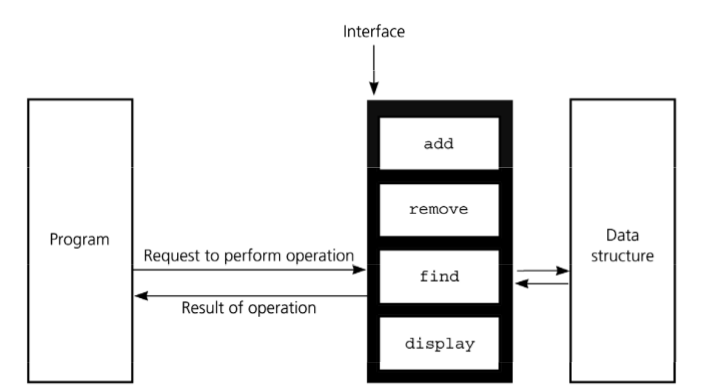 Interface
add
remove
Program
Data
structure
Request to perform operation
find
Result of operation
display